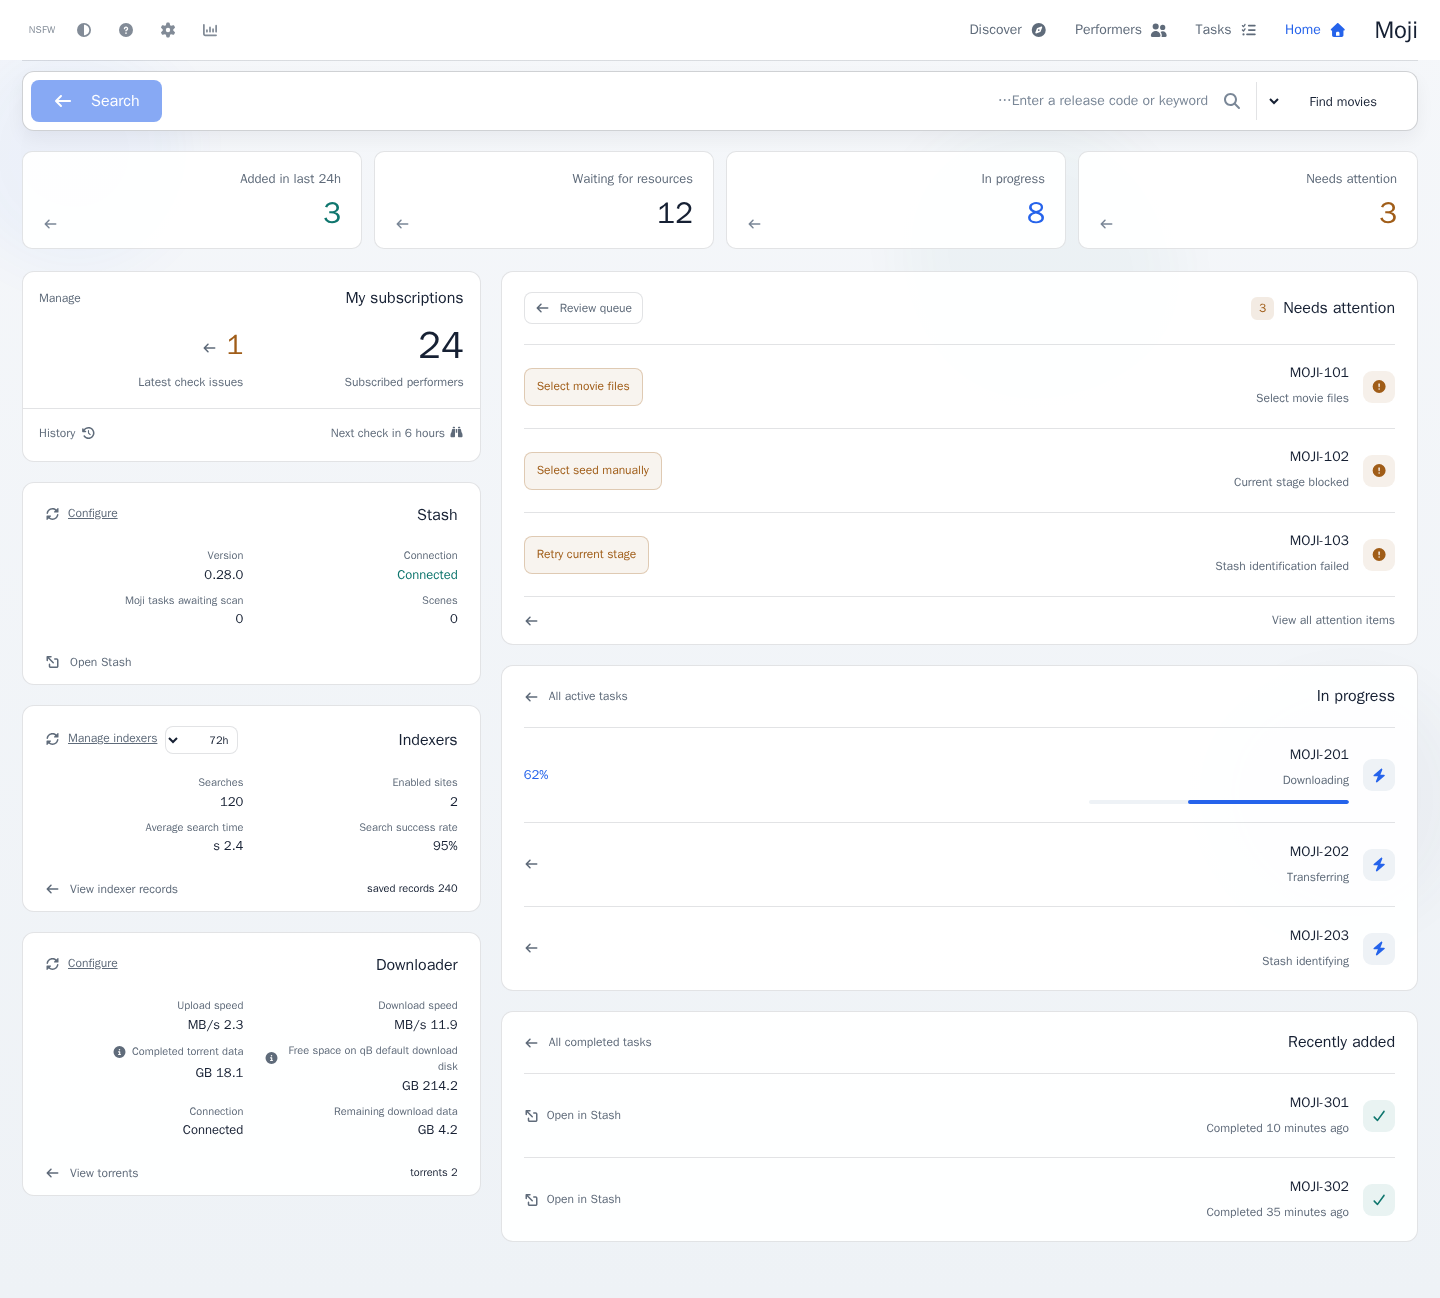 Moji
Home
Tasks
Performers
Discover
NSFW
Find movies
Enter a release code or keyword…
Search
Needs attention
3
In progress
8
Waiting for resources
12
Added in last 24h
3
Needs attention 3
Review queue
MOJI-101
Select movie files
Select movie files
MOJI-102
Current stage blocked
Select seed manually
MOJI-103
Stash identification failed
Retry current stage
View all attention items
In progress
All active tasks
MOJI-201
Downloading
62%
MOJI-202
Transferring
MOJI-203
Stash identifying
Recently added
All completed tasks
MOJI-301
Completed 10 minutes ago
Open in Stash
MOJI-302
Completed 35 minutes ago
Open in Stash
My subscriptions
Manage
24
Subscribed performers
1
Latest check issues
Next check in 6 hours
History
Stash
Configure
Connection
Connected
Version
0.28.0
Scenes
0
Moji tasks awaiting scan
0
Open Stash
Indexers
72h
Manage indexers
Enabled sites
2
Searches
120
Search success rate
95%
Average search time
s 2.4
saved records 240
View indexer records
Downloader
Configure
Download speed
MB/s 11.9
Upload speed
MB/s 2.3
Free space on qB default download
disk
GB 214.2
Completed torrent data
GB 18.1
Remaining download data
GB 4.2
Connection
Connected
torrents 2
View torrents